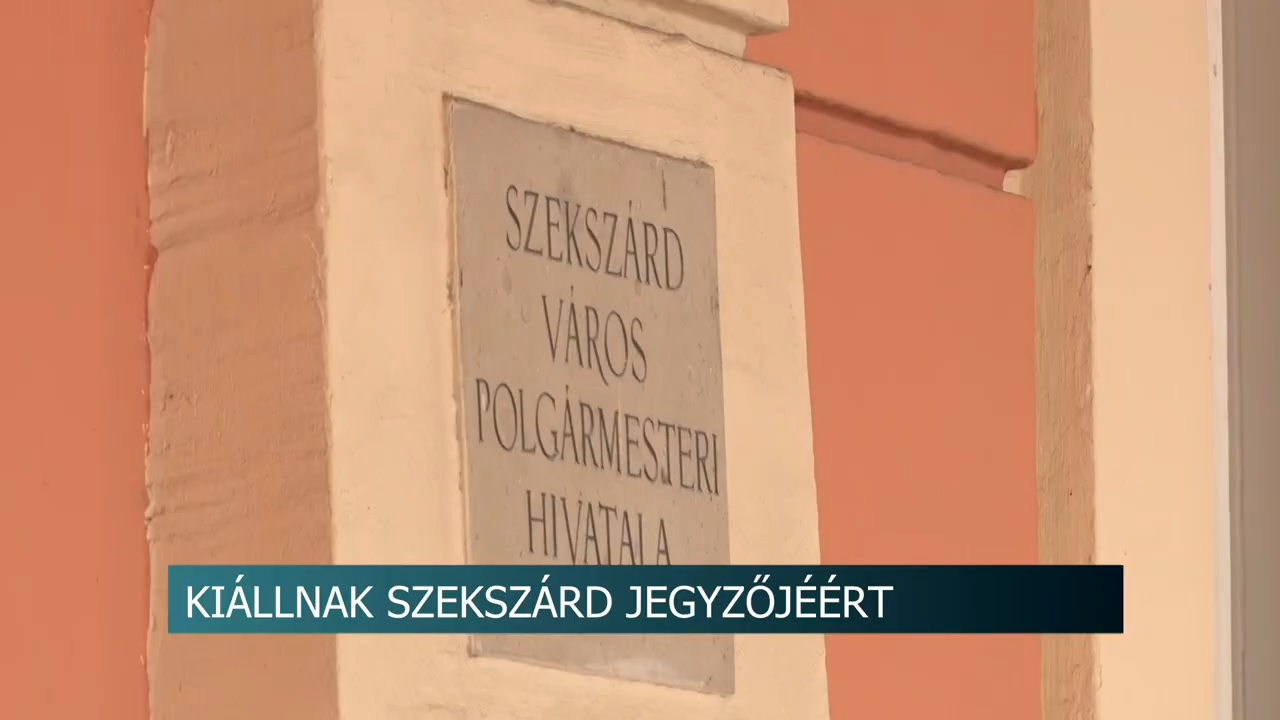 SZEKSZÁRD
VÁROS
POLGÁRMESTERI
HIVATALA
KIÁLLNAK SZEKSZÁRD JEGYZŐJÉÉRT